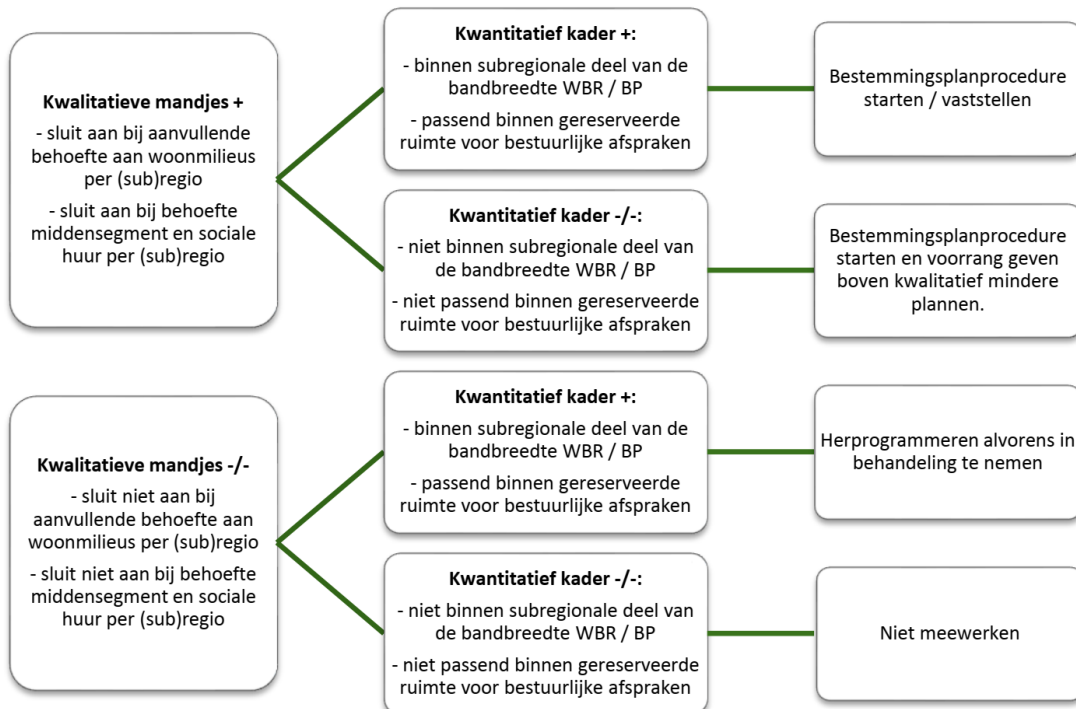 Kwalitatieve mandjes +
- sluit aan bij aanvullende
behoefte aan woonmilieus
per (sub)regio
- sluit aan bij behoefte
middensegment en sociale
huur per (sub)regio
Kwantitatief kader +:
- binnen subregionale deel van de
bandbreedte WBR / BP
- passend binnen gereserveerde
ruimte voor bestuurlijke afspraken
Bestemmingsplanprocedure
starten / vaststellen
Kwantitatief kader -/-:
- niet binnen subregionale deel van
de bandbreedte WBR / BP
- niet passend binnen gereserveerde
ruimte voor bestuurlijke afspraken
Bestemmingsplanprocedure
starten en voorrang geven
boven kwalitatief mindere
plannen.
Kwalitatieve mandjes -/-
- sluit niet aan bij
aanvullende behoefte aan
woonmilieus per (sub)regio
- sluit niet aan bij behoefte
middensegment en sociale
huur per (sub)regio
Kwantitatief kader +:
- binnen subregionale deel van de
bandbreedte WBR / BP
- passend binnen gereserveerde
ruimte voor bestuurlijke afspraken
Herprogrammeren alvorens in
behandeling te nemen
Kwantitatief kader -/-:
- niet binnen subregionale deel van
de bandbreedte WBR / BP
- niet passend binnen gereserveerde
ruimte voor bestuurlijke afspraken
Niet meewerken